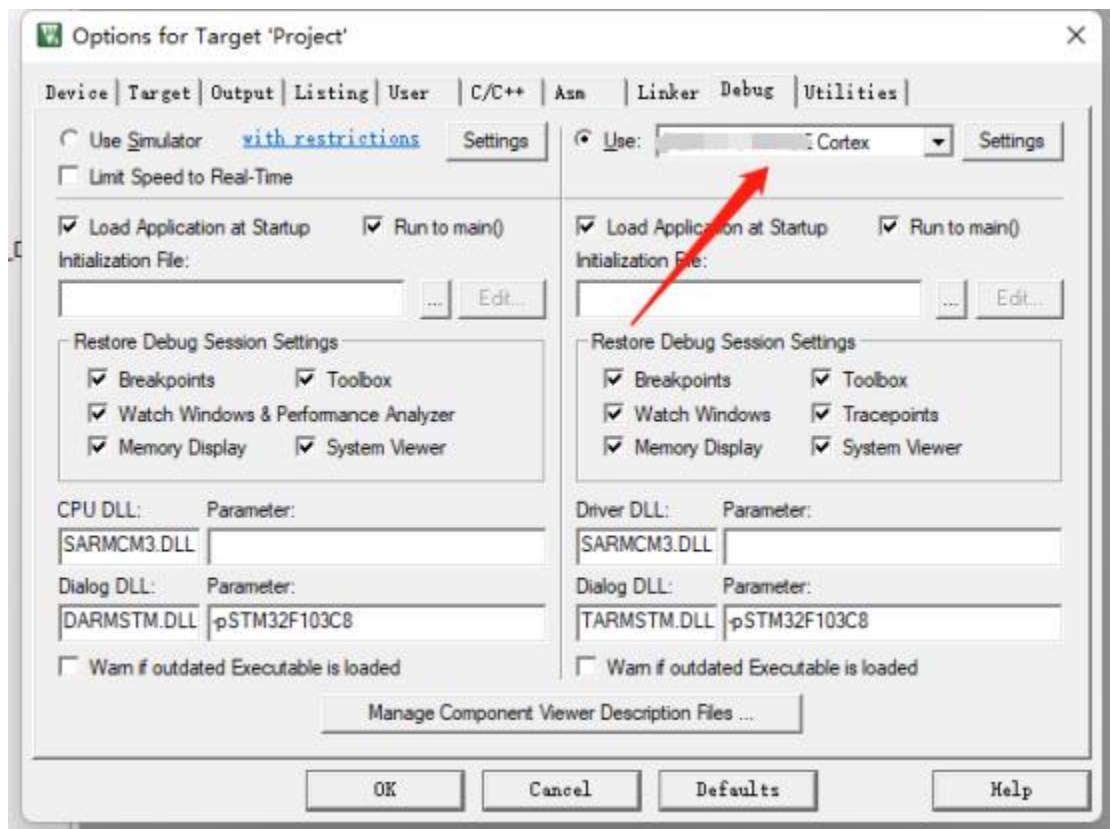 Options for Target 'Project'
Device Target Output Listing User C/C++ Asm Linker Debug Utilities
Use Simulator with restrictions Settings Use: Cortex Settings
Limit Speed to Real-Time
Load Application at Startup Run to main() Load Application at Startup Run to main()
Initialization File: Initialization File:
... Edit... ... Edit...
Restore Debug Session Settings Restore Debug Session Settings
Breakpoints Toolbox Breakpoints Toolbox
Watch Windows & Performance Analyzer Watch Windows Tracepoints
Memory Display System Viewer Memory Display System Viewer
CPU DLL: Parameter: Driver DLL: Parameter:
SARMCM3.DLL SARMCM3.DLL
Dialog DLL: Parameter: Dialog DLL: Parameter:
DARMSTM.DLL -pSTM32F103C8 TARMSTM.DLL -pSTM32F103C8
Warn if outdated Executable is loaded Warn if outdated Executable is loaded
Manage Component Viewer Description Files ...
OK Cancel Defaults Help